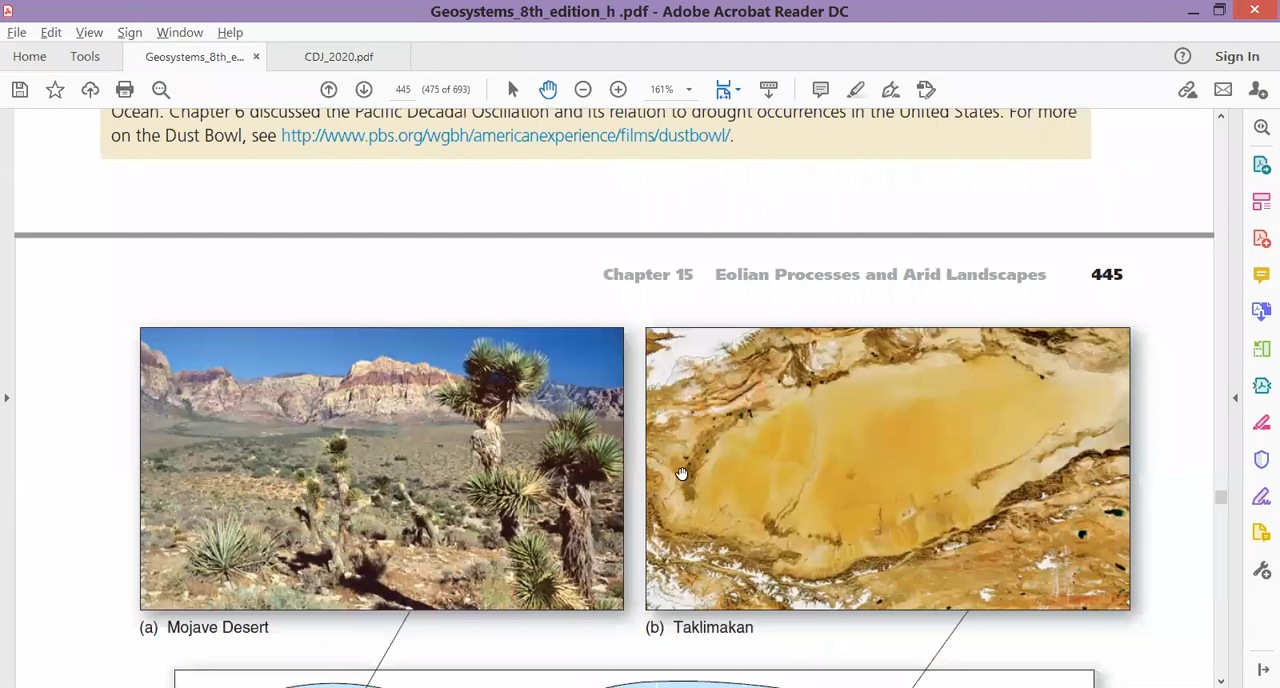 Geosystems_8th_edition_h .pdf - Adobe Acrobat Reader DC
File Edit View Sign Window Help
Home Tools Geosystems_8th_e... × CDJ_2020.pdf Sign In
445 (475 of 693) 161%
Ocean. Chapter 6 discussed the Pacific Decadal Oscillation and its relation to drought occurrences in the United States. For more
on the Dust Bowl, see http://www.pbs.org/wgbh/americanexperience/films/dustbowl/.
Chapter 15 Eolian Processes and Arid Landscapes 445
(a) Mojave Desert
(b) Taklimakan